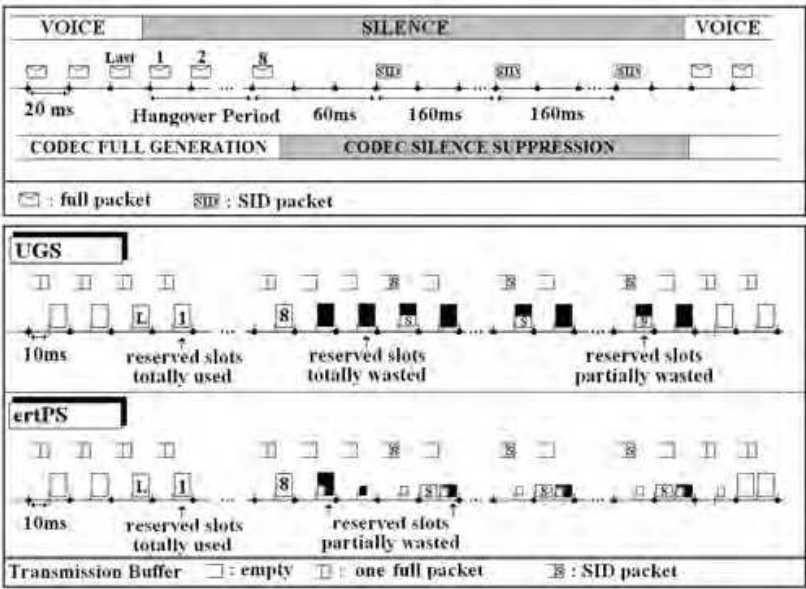 VOICE SILENCE VOICE
Last 1 2 8
SID SID SID
20 ms Hangover Period 60ms 160ms 160ms
CODEC FULL GENERATION CODEC SILENCE SUPPRESSION
: full packet SID : SID packet
UGS
S S S
L 1 ... 8 S ... S ... S
10ms reserved slots totally used reserved slots totally wasted reserved slots partially wasted
ertPS
S S S
L 1 ... 8 S ... S ... S
10ms reserved slots totally used reserved slots partially wasted
Transmission Buffer : empty : one full packet S : SID packet